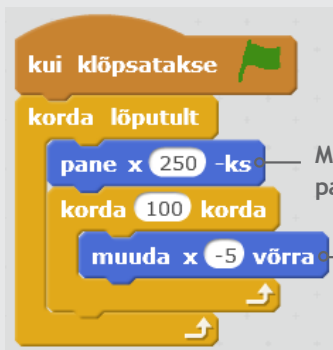 kui klõpsatakse
korda lõputult
pane x 250 -ks
korda 100 korda
muuda x -5 võrra